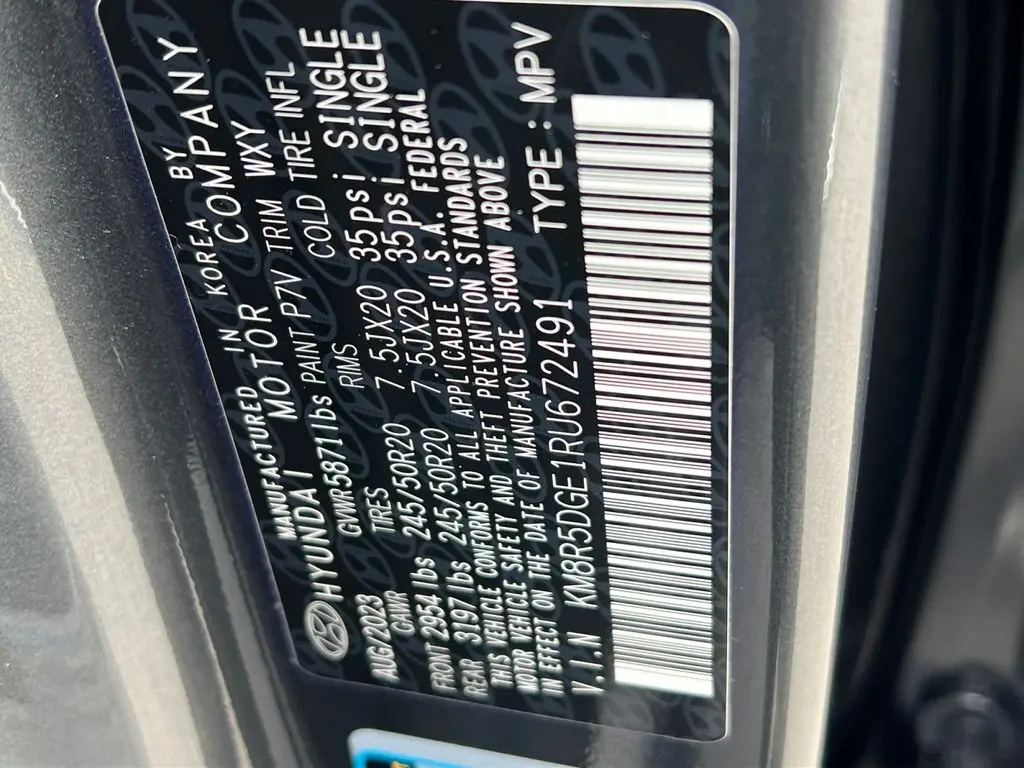 MANUFACTURED IN KOREA BY
HYUNDAI MOTOR COMPANY
AUG/2023 GVWR5871lbs PAINT P7V TRIM WXY
GAWR TIRES RIMS COLD TIRE INFL
FRONT 2954 lbs 245/50R20 7.5JX20 35psi SINGLE
REAR 3197 lbs 245/50R20 7.5JX20 35psi SINGLE
THIS VEHICLE CONFORMS TO ALL APPLICABLE U.S.A. FEDERAL
MOTOR VEHICLE SAFETY AND THEFT PREVENTION STANDARDS
IN EFFECT ON THE DATE OF MANUFACTURE SHOWN ABOVE
V.I.N KM8R5DGE1RU672491 TYPE : MPV